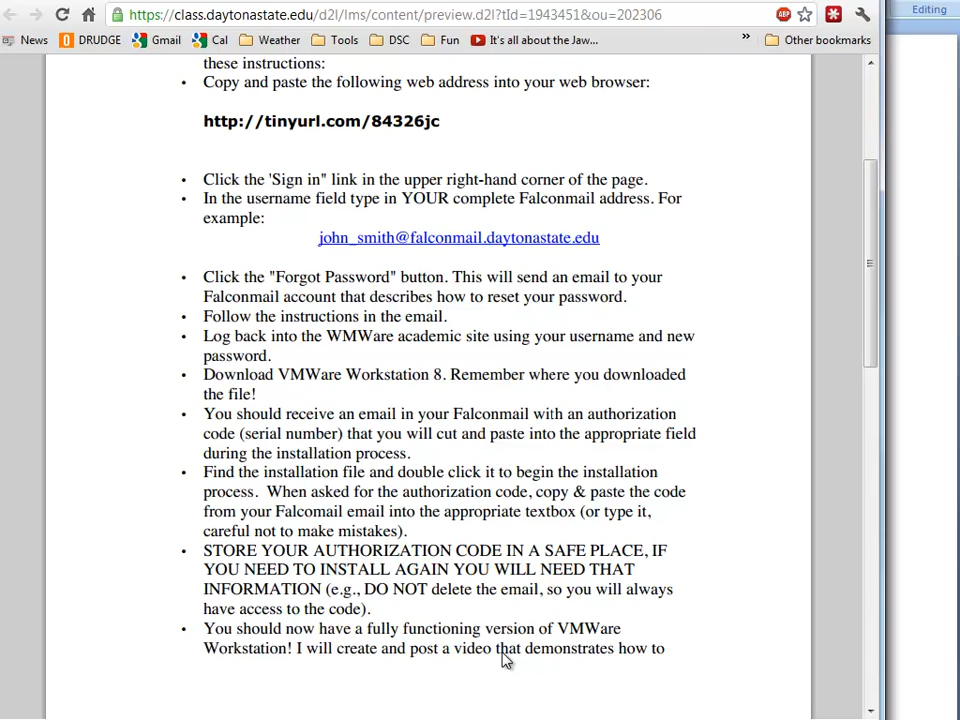 https://class.daytonastate.edu/d2l/lms/content/preview.d2l?tId=1943451&ou=202306
ABP
Editing
News DRUDGE Gmail Cal Weather Tools DSC Fun It's all about the Jaw... » Other bookmarks
these instructions:
• Copy and paste the following web address into your web browser:
http://tinyurl.com/84326jc
• Click the 'Sign in" link in the upper right-hand corner of the page.
• In the username field type in YOUR complete Falconmail address. For
example:
john_smith@falconmail.daytonastate.edu
• Click the "Forgot Password" button. This will send an email to your
Falconmail account that describes how to reset your password.
• Follow the instructions in the email.
• Log back into the WMWare academic site using your username and new
password.
• Download VMWare Workstation 8. Remember where you downloaded
the file!
• You should receive an email in your Falconmail with an authorization
code (serial number) that you will cut and paste into the appropriate field
during the installation process.
• Find the installation file and double click it to begin the installation
process. When asked for the authorization code, copy & paste the code
from your Falcomail email into the appropriate textbox (or type it,
careful not to make mistakes).
• STORE YOUR AUTHORIZATION CODE IN A SAFE PLACE, IF
YOU NEED TO INSTALL AGAIN YOU WILL NEED THAT
INFORMATION (e.g., DO NOT delete the email, so you will always
have access to the code).
• You should now have a fully functioning version of VMWare
Workstation! I will create and post a video that demonstrates how to